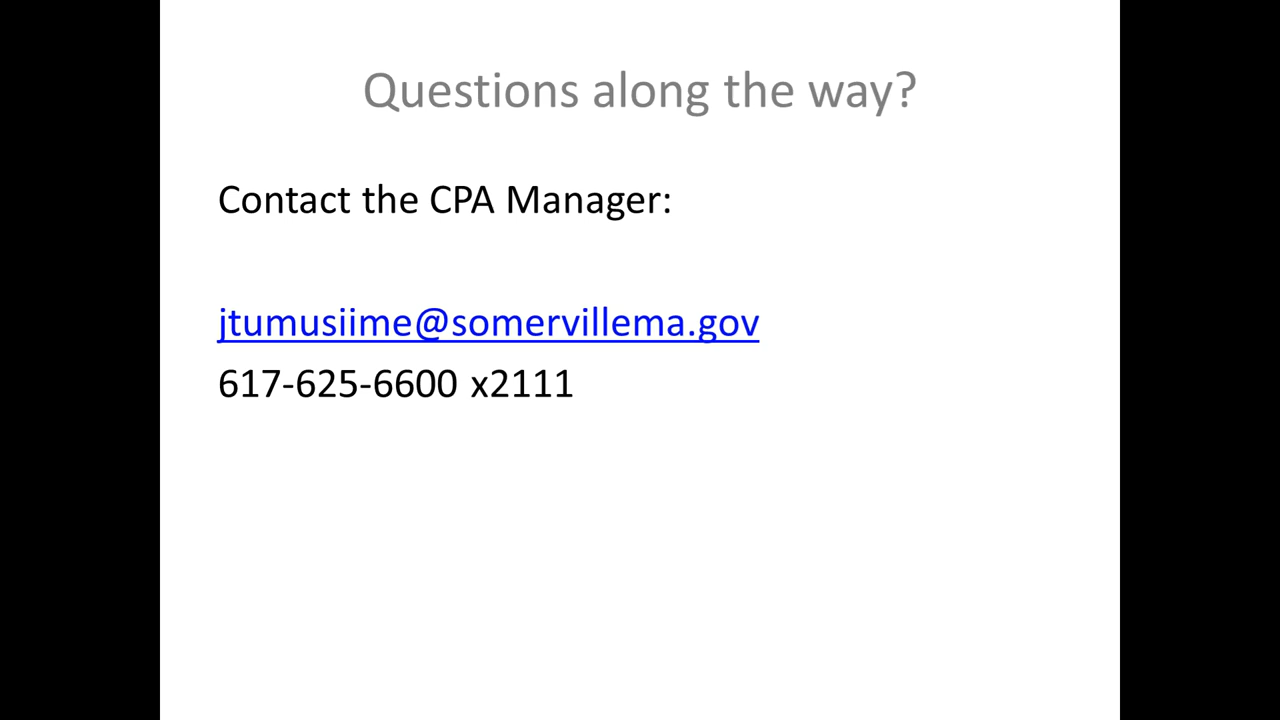 Questions along the way?
Contact the CPA Manager:
jtumusiime@somervillema.gov
617-625-6600 x2111